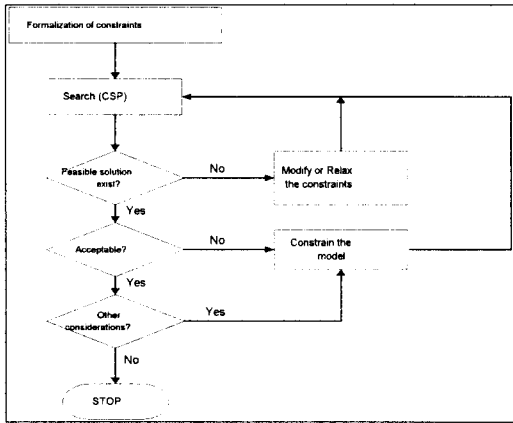 Formalization of constraints
Search (CSP)
Feasible solution
exist?
No
Modify or Relax
the constraints
Yes
Acceptable?
No
Constrain the
model
Yes
Other
considerations?
Yes
No
STOP